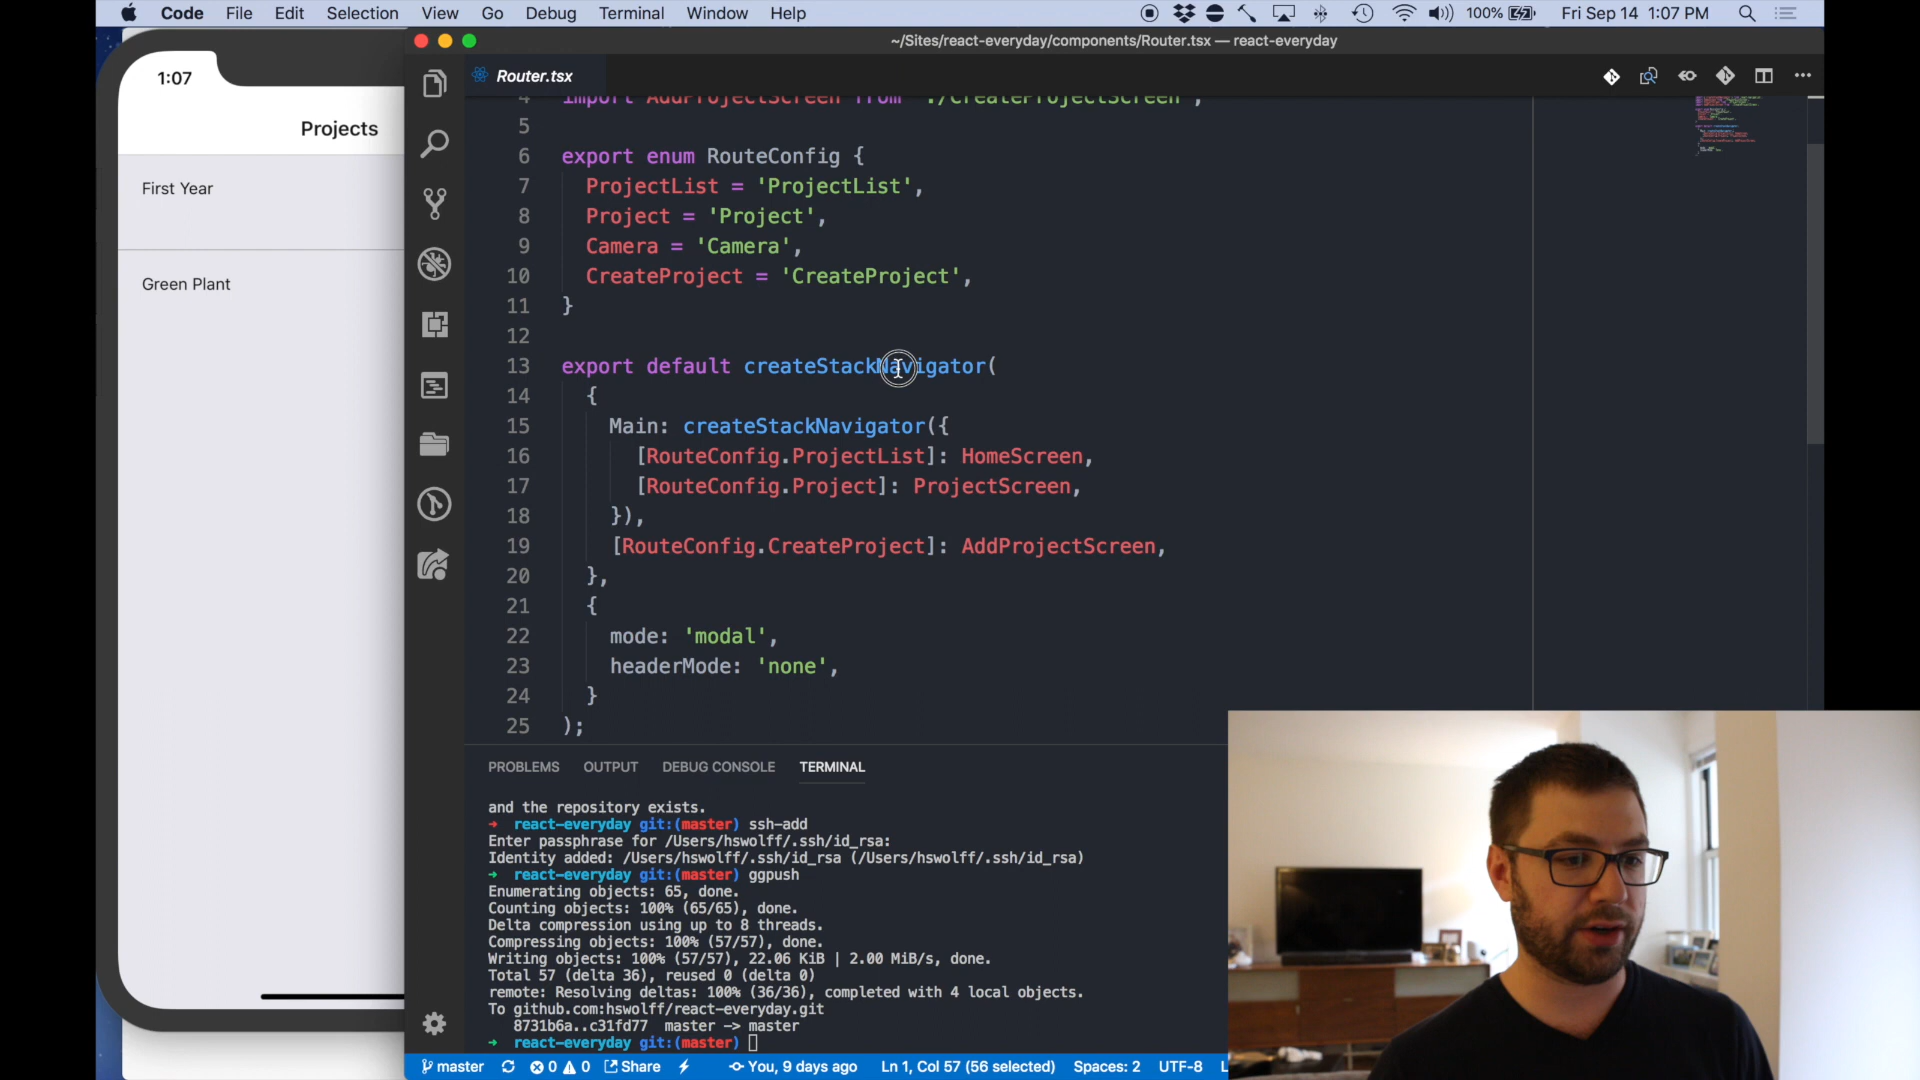 Code File Edit Selection View Go Debug Terminal Window Help 100% Fri Sep 14 1:07 PM
~/Sites/react-everyday/components/Router.tsx — react-everyday
1:07
Projects
First Year
Green Plant
Router.tsx
4 import AddProjectScreen from './CreateProjectScreen';
5
6 export enum RouteConfig {
7 ProjectList = 'ProjectList',
8 Project = 'Project',
9 Camera = 'Camera',
10 CreateProject = 'CreateProject',
11 }
12
13 export default createStackNavigator(
14 {
15 Main: createStackNavigator({
16 [RouteConfig.ProjectList]: HomeScreen,
17 [RouteConfig.Project]: ProjectScreen,
18 }),
19 [RouteConfig.CreateProject]: AddProjectScreen,
20 },
21 {
22 mode: 'modal',
23 headerMode: 'none',
24 }
25 );
PROBLEMS OUTPUT DEBUG CONSOLE TERMINAL
and the repository exists.
➜ react-everyday git:(master) ssh-add
Enter passphrase for /Users/hswolff/.ssh/id_rsa:
Identity added: /Users/hswolff/.ssh/id_rsa (/Users/hswolff/.ssh/id_rsa)
➜ react-everyday git:(master) ggpush
Enumerating objects: 65, done.
Counting objects: 100% (65/65), done.
Delta compression using up to 8 threads.
Compressing objects: 100% (57/57), done.
Writing objects: 100% (57/57), 22.06 KiB | 2.00 MiB/s, done.
Total 57 (delta 36), reused 0 (delta 0)
remote: Resolving deltas: 100% (36/36), completed with 4 local objects.
To github.com:hswolff/react-everyday.git
8731b6a..c31fd77 master -> master
➜ react-everyday git:(master)
master 0 0 Share You, 9 days ago Ln 1, Col 57 (56 selected) Spaces: 2 UTF-8 L